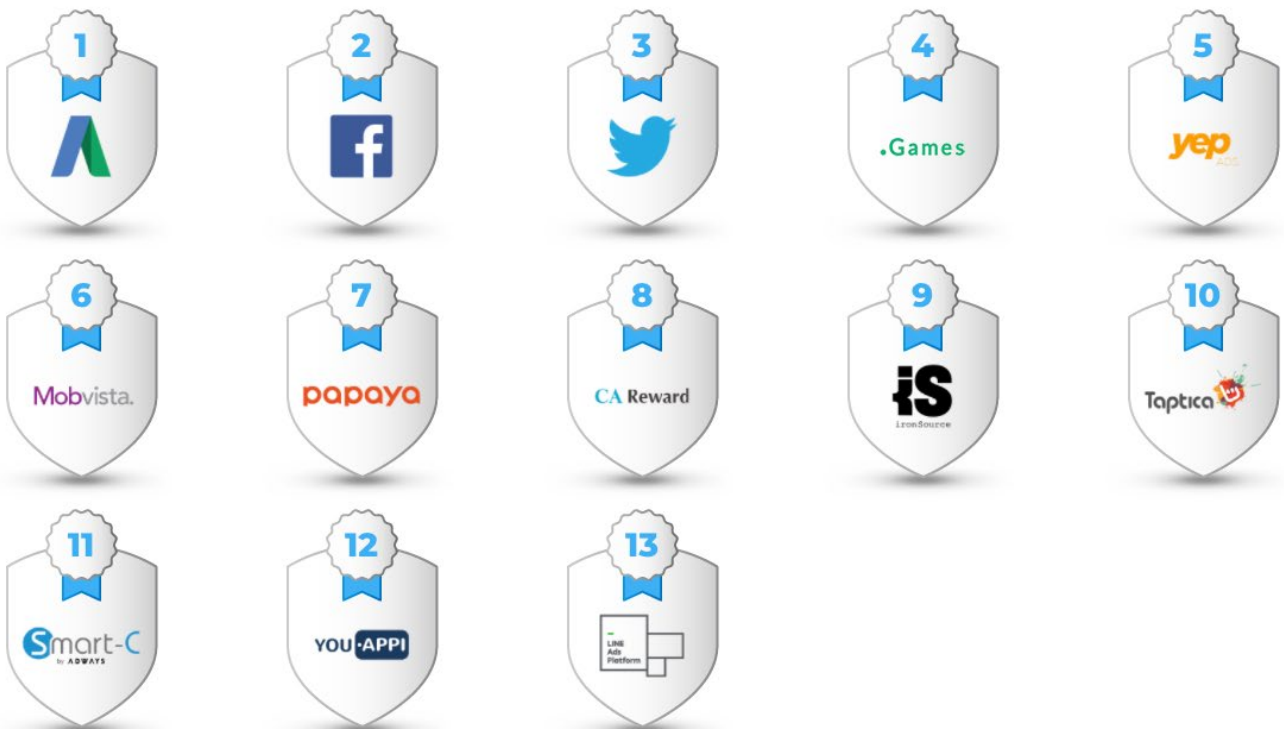 1
2
f
3
4
.Games
5
yep
ADS
6
Mobvista.
7
papaya
8
CA Reward
9
iS
ironSource
10
Taptica
11
Smart-C
by ADWAYS
12
YOU•APPI
13
LINE
Ads
Platform